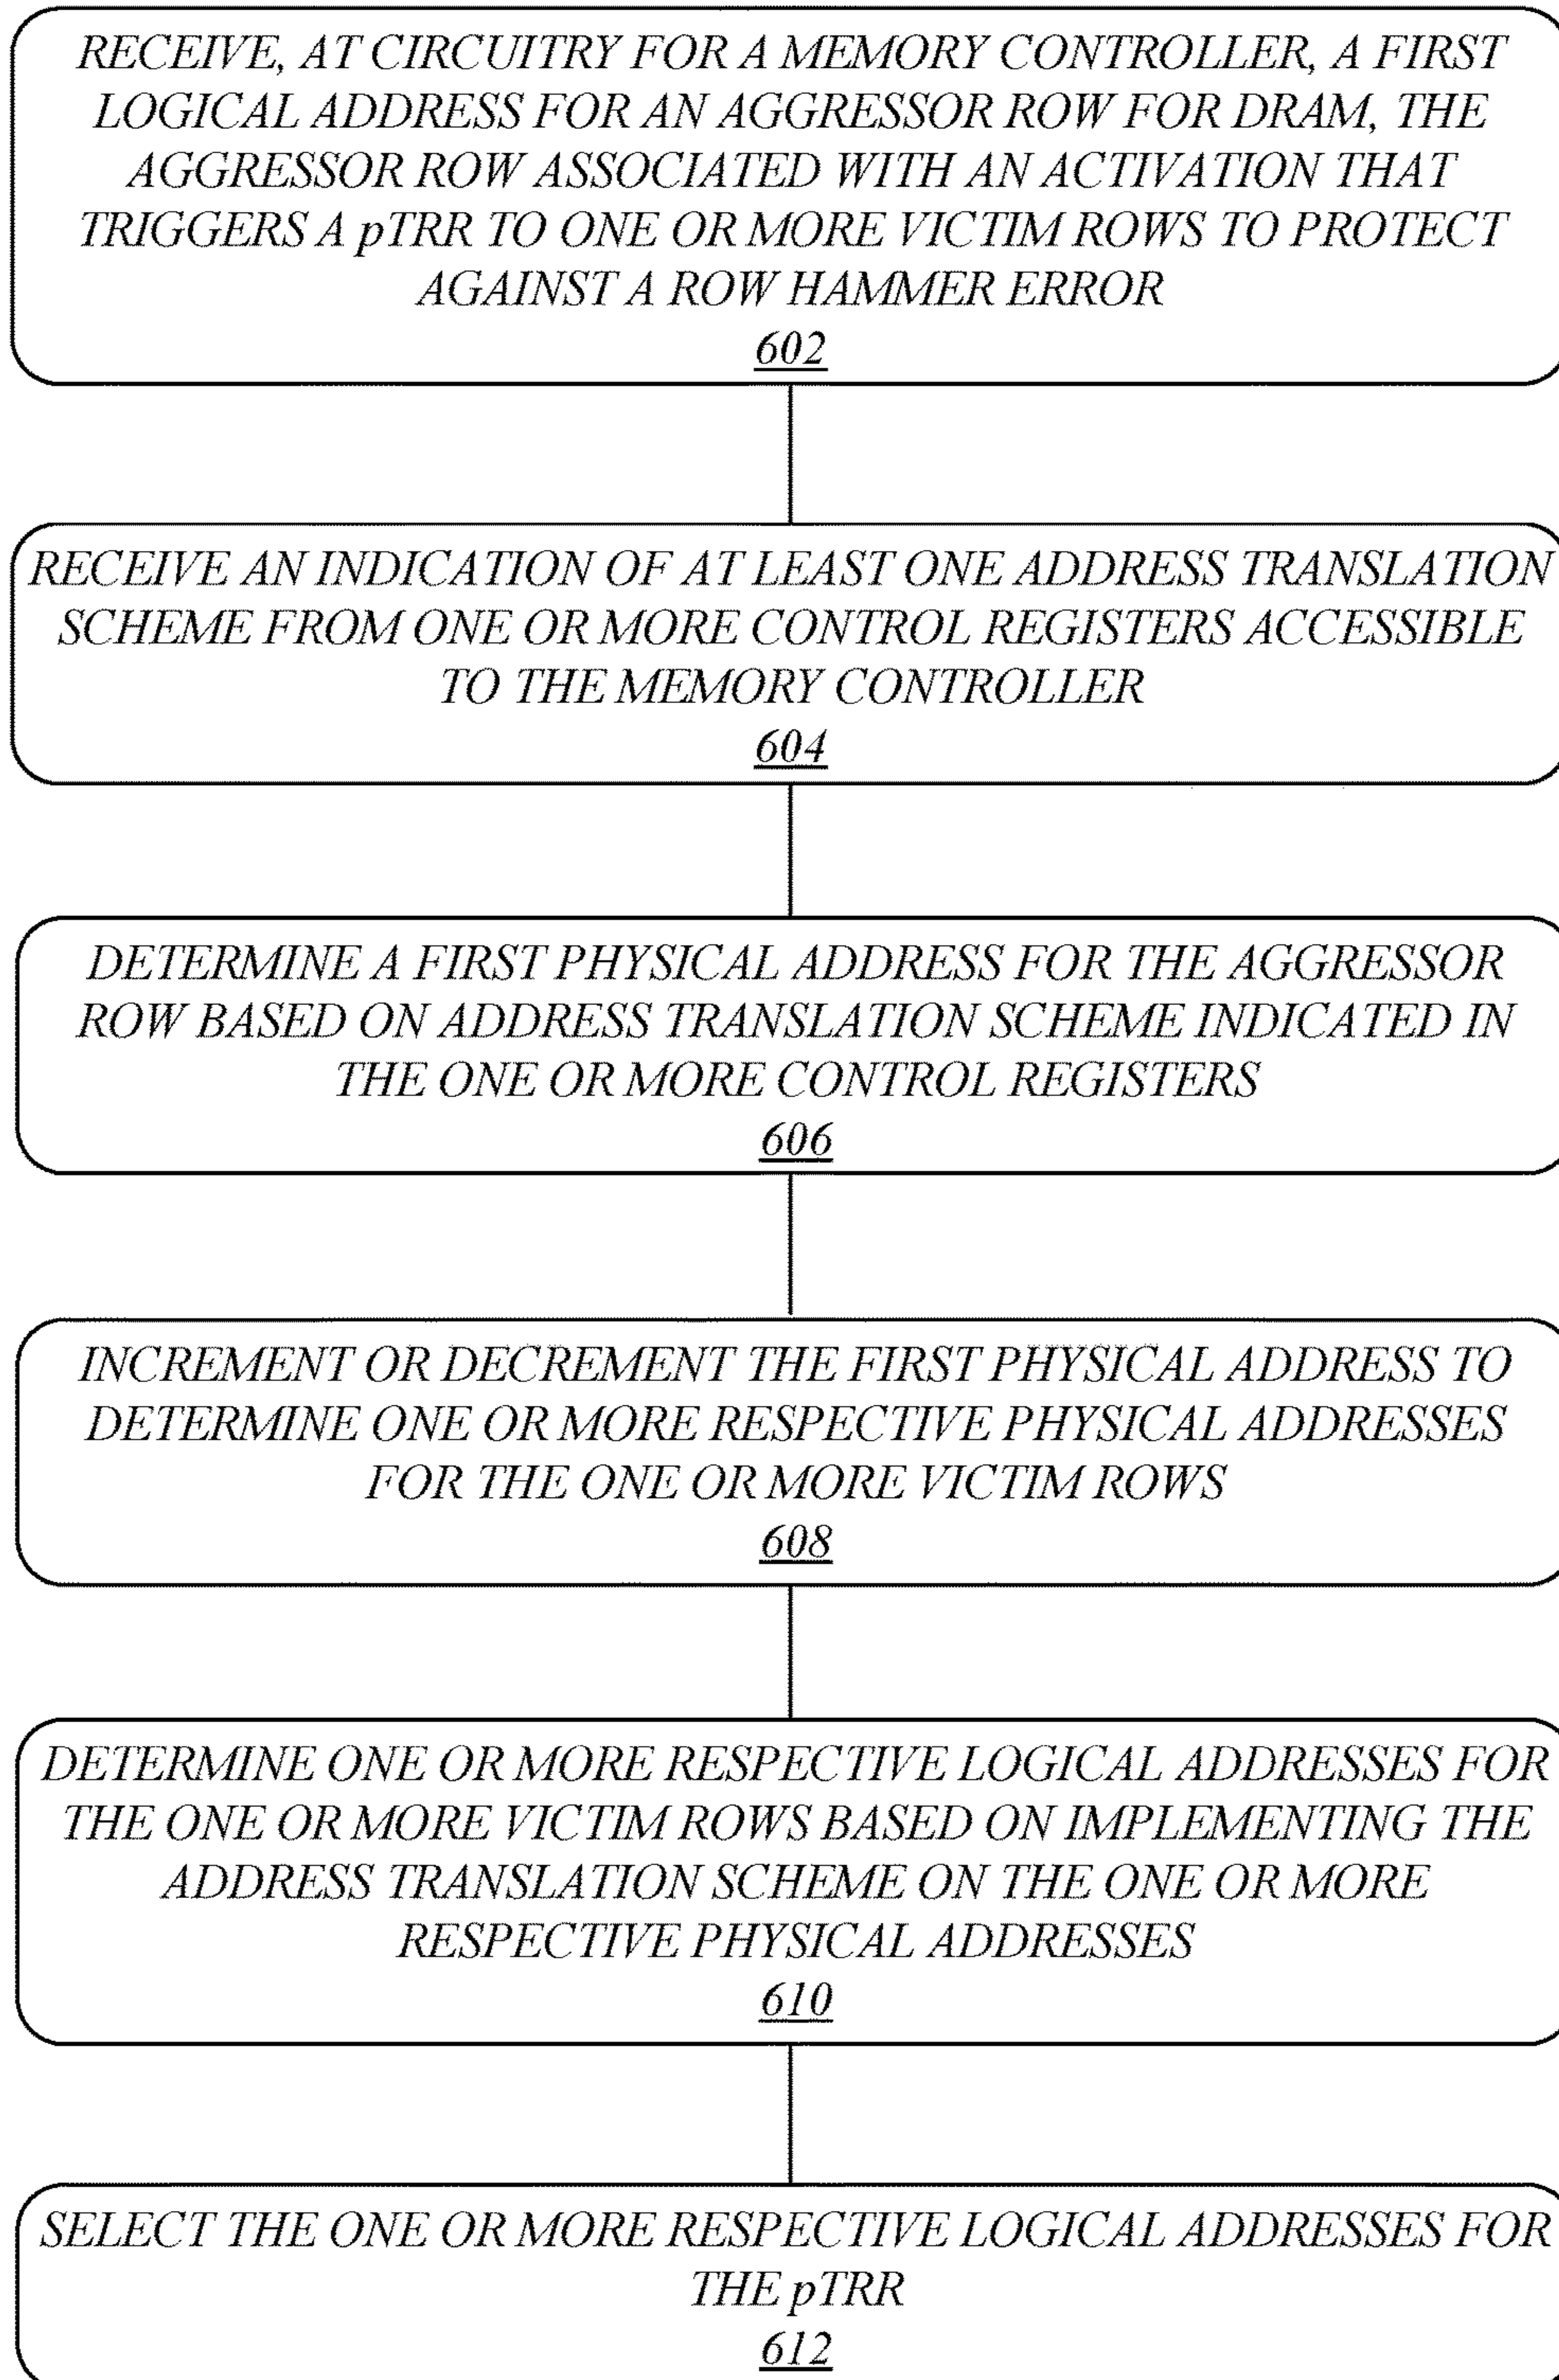 RECEIVE, AT CIRCUITRY FOR A MEMORY CONTROLLER, A FIRST
LOGICAL ADDRESS FOR AN AGGRESSOR ROW FOR DRAM, THE
AGGRESSOR ROW ASSOCIATED WITH AN ACTIVATION THAT
TRIGGERS A pTRR TO ONE OR MORE VICTIM ROWS TO PROTECT
AGAINST A ROW HAMMER ERROR
602
RECEIVE AN INDICATION OF AT LEAST ONE ADDRESS TRANSLATION
SCHEME FROM ONE OR MORE CONTROL REGISTERS ACCESSIBLE
TO THE MEMORY CONTROLLER
604
DETERMINE A FIRST PHYSICAL ADDRESS FOR THE AGGRESSOR
ROW BASED ON ADDRESS TRANSLATION SCHEME INDICATED IN
THE ONE OR MORE CONTROL REGISTERS
606
INCREMENT OR DECREMENT THE FIRST PHYSICAL ADDRESS TO
DETERMINE ONE OR MORE RESPECTIVE PHYSICAL ADDRESSES
FOR THE ONE OR MORE VICTIM ROWS
608
DETERMINE ONE OR MORE RESPECTIVE LOGICAL ADDRESSES FOR
THE ONE OR MORE VICTIM ROWS BASED ON IMPLEMENTING THE
ADDRESS TRANSLATION SCHEME ON THE ONE OR MORE
RESPECTIVE PHYSICAL ADDRESSES
610
SELECT THE ONE OR MORE RESPECTIVE LOGICAL ADDRESSES FOR
THE pTRR
612